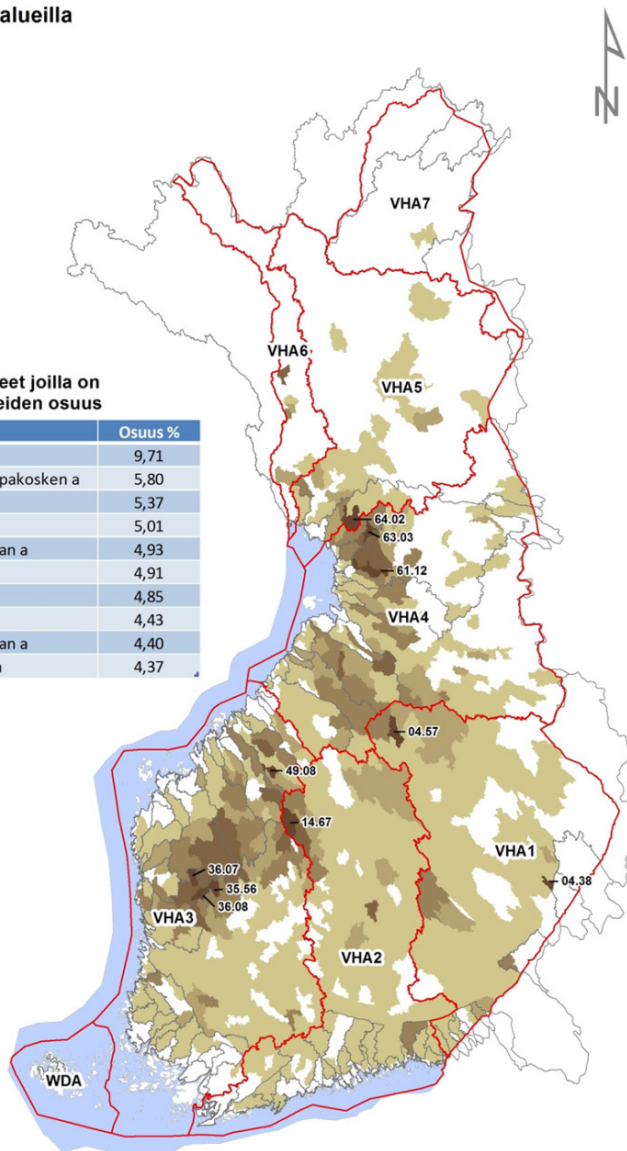 alueilla
N
VHA7
VHA6
eet joilla on
eiden osuus
VHA5
Osuus %
9,71
pakosken a 5,80
5,37
5,01
an a 4,93
4,91
4,85
4,43
an a 4,40
a 4,37
64.02
63.03
61.12
VHA4
04.57
49.08
14.67
VHA1
36.07
35.56
04.38
36.08
VHA3
VHA2
WDA